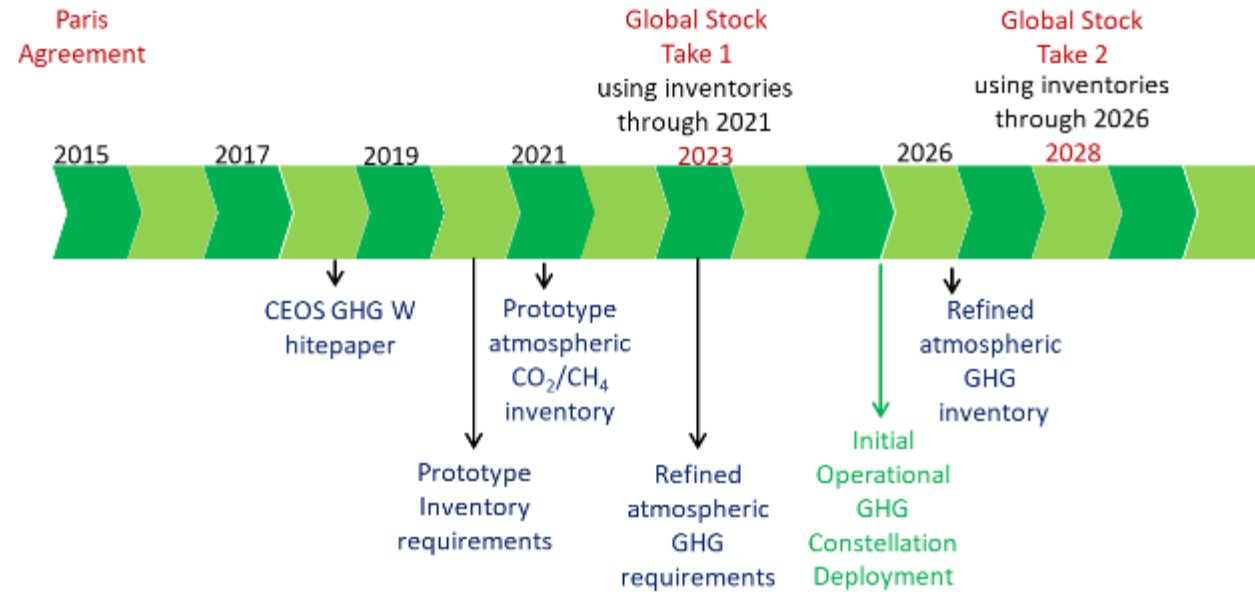 Paris
Agreement
Global Stock
Take 1
using inventories
through 2021
Global Stock
Take 2
using inventories
through 2026
2015
2017
2019
2021
2023
2026
2028
CEOS GHG W
hitepaper
Prototype
Inventory
requirements
Prototype
atmospheric
CO₂/CH₄
inventory
Refined
atmospheric
GHG
requirements
Initial
Operational
GHG
Constellation
Deployment
Refined
atmospheric
GHG
inventory